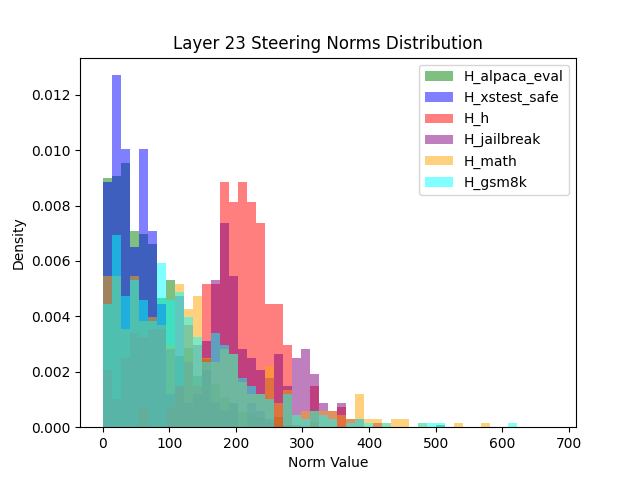 Layer 23 Steering Norms Distribution
H_alpaca_eval
H_xstest_safe
H_h
H_jailbreak
H_math
H_gsm8k
Density
0.012
0.010
0.008
0.006
0.004
0.002
0.000
0 100 200 300 400 500 600 700
Norm Value